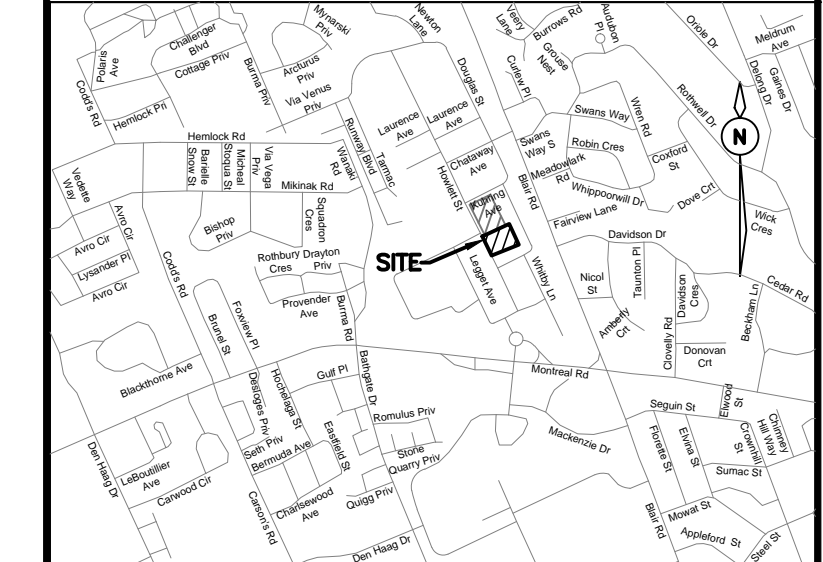 Mynarski
Priv
Newton
Lane
Veery
Lane
Burrows Rd
Audubon
Pl
Oriole Dr
Meldrum
Ave
Challenger
Blvd
Polaris
Ave
Cottage Priv
Arcturus
Priv
Burma Priv
Via Venus
Priv
Douglas St
Curlew Pl
Grouse
Nest
Rothwell Dr
Delong Dr
Gaines Dr
Codd's Rd
Hemlock Pri
Laurence
Ave
Laurence
Ave
Swans Way
Wren Rd
N
Hemlock Rd
Runway Blvd
Wanaki
Rd
Tarmac
Swans
Way S
Robin Cres
Coxford
St
Barielle
Snow St
Micheal
Stoqua St
Via Vega
Priv
Chataway
Ave
Meadowlark
Rd
Vedette
Way
Mikinak Rd
Howlett St
Blair Rd
Whippoorwill Dr
Dove Crt
Avro Cir
Bishop
Priv
Squadron
Cres
Kutting
Ave
Fairview Lane
Wick
Cres
Avro Cir
Lysander Pl
Avro Cir
Codd's Rd
Rothbury
Cres
Drayton
Priv
SITE
Legget Ave
Whitby Ln
Davidson Dr
Nicol
St
Taunton Pl
Davidson
Cres
Cedar Rd
Beckham Ln
Provender
Ave
Burma Rd
Brunel St
Foxview Pl
Amberly
Crt
Clovelly Rd
Donovan
Crt
Blackthorne Ave
Gulf Pl
Bathgate Dr
Montreal Rd
Desloges Priv
Hochelaga St
Romulus Priv
Seguin St
Elwood
St
Den Haag Dr
LeBoutillier
Ave
Carwood Cir
Seth Priv
Bermuda Ave
Eastfield St
Stone
Quarry Priv
Mackenzie Dr
Florette St
Elvina St
Crownhill
St
Chimney
Hill Way
Sumac St
Carson's Rd
Charlsewood
Ave
Quigg Priv
Blair Rd
Mowat St
Appleford St
Steel St
Den Haag Dr